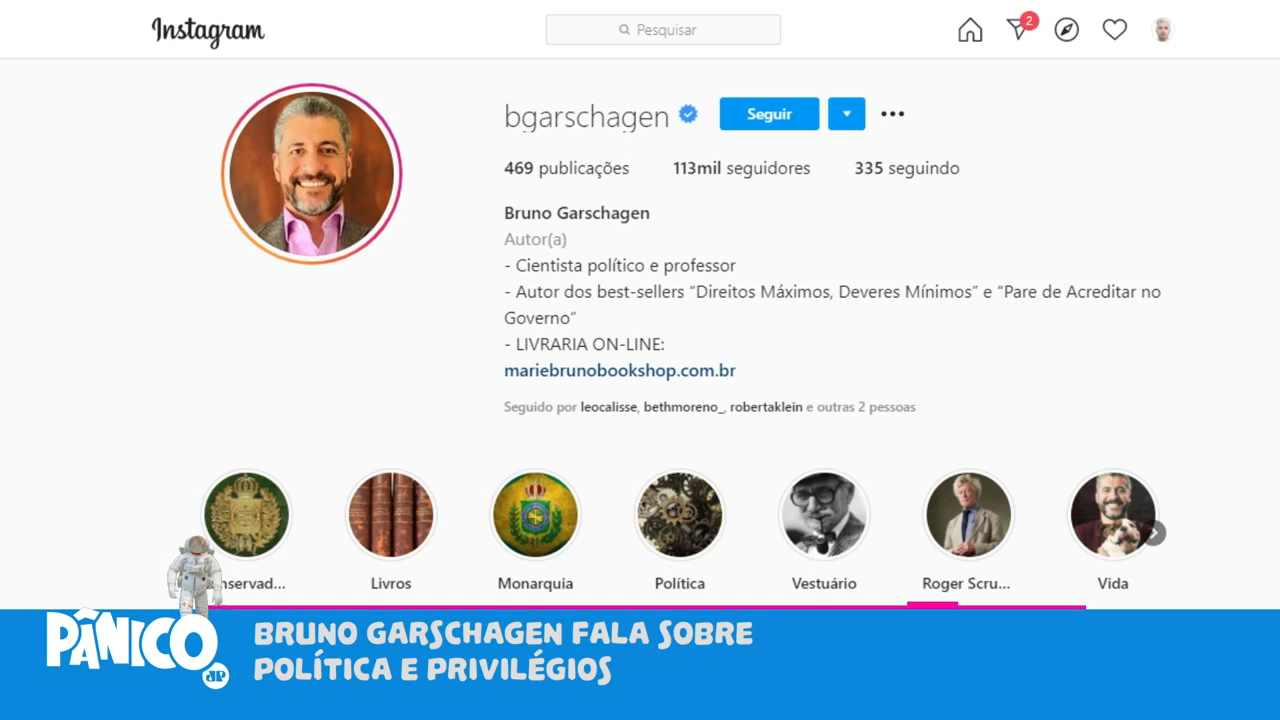 Instagram
Pesquisar
2
bgarschagen
Seguir
469 publicações 113mil seguidores 335 seguindo
Bruno Garschagen
Autor(a)
- Cientista político e professor
- Autor dos best-sellers “Direitos Máximos, Deveres Mínimos” e “Pare de Acreditar no
Governo”
- LIVRARIA ON-LINE:
mariebrunobookshop.com.br
Seguido por leocalisse, bethmoreno_, robertaklein e outras 2 pessoas
nservad... Livros Monarquia Política Vestuário Roger Scru... Vida
PÂNICO
JP
BRUNO GARSCHAGEN FALA SOBRE
POLÍTICA E PRIVILÉGIOS